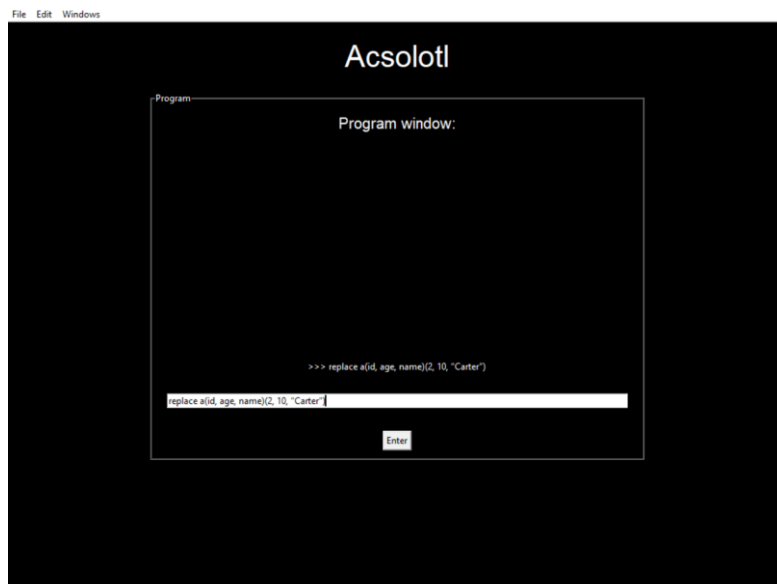 File Edit Windows
Acsolotl
Program
Program window:
>>> replace a(id, age, name)(2, 10, "Carter")
replace a(id, age, name)(2, 10, "Carter")
Enter